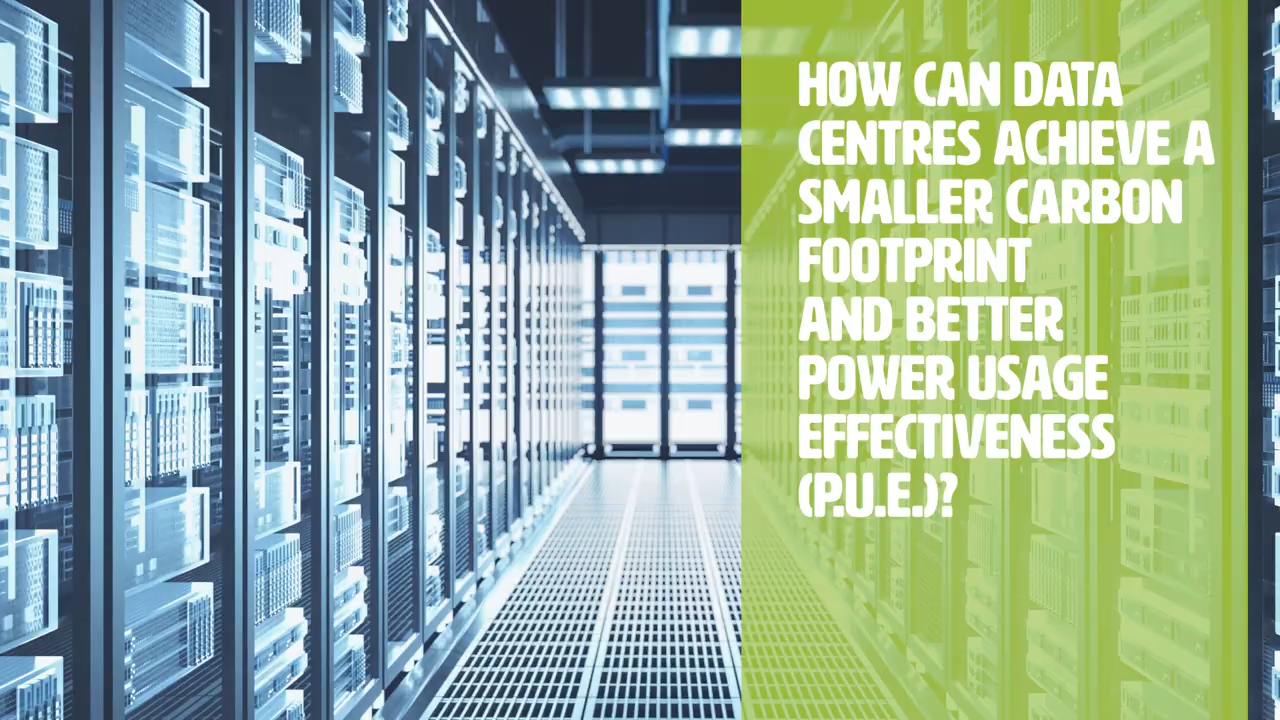 HOW CAN DATA
CENTRES ACHIEVE A
SMALLER CARBON
FOOTPRINT
AND BETTER
POWER USAGE
EFFECTIVENESS
(P.U.E.)?